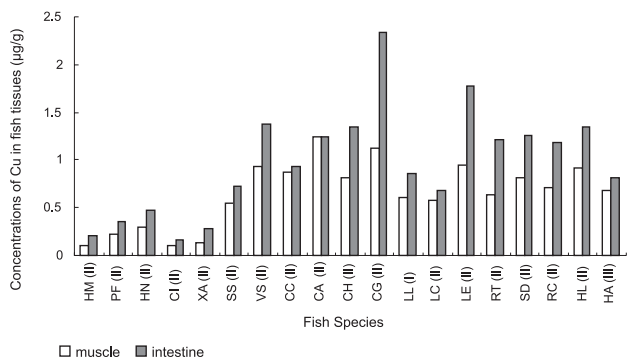 Concentrations of Cu in fish tissues (µg/g)
2.5
2
1.5
1
0.5
0
HM (II)
PF (II)
HN (II)
CI (II)
XA (II)
SS (II)
VS (II)
CC (II)
CA (II)
CH (II)
CG (II)
LL (I)
LC (II)
LE (II)
RT (II)
SD (II)
RC (II)
HL (II)
HA (III)
Fish Species
muscle intestine